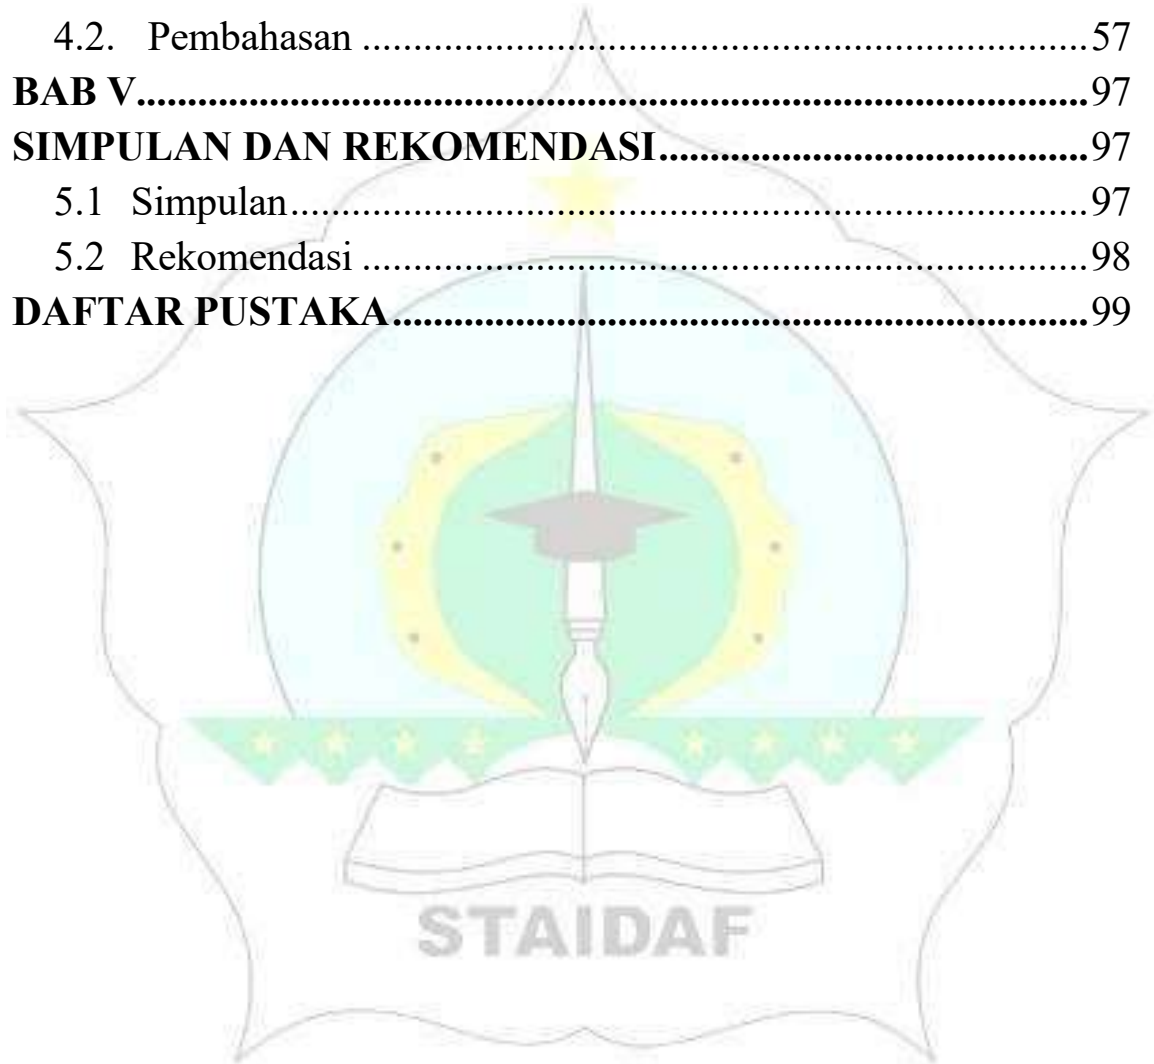 4.2. Pembahasan ........................................................................ 57
BAB V............................................................................................. 97
SIMPULAN DAN REKOMENDASI.......................................... 97
5.1 Simpulan............................................................................... 97
5.2 Rekomendasi ........................................................................ 98
DAFTAR PUSTAKA.................................................................... 99
STAIDAF